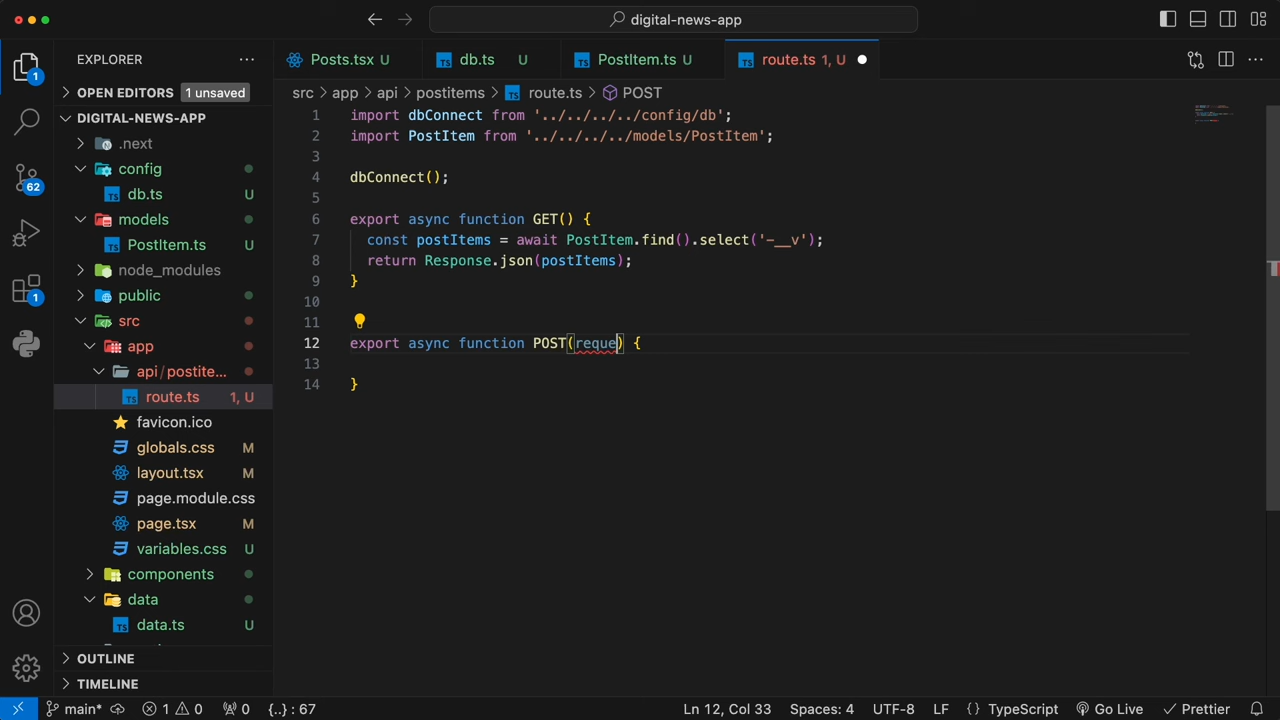 digital-news-app
EXPLORER
Posts.tsx U
db.ts U
PostItem.ts U
route.ts 1, U
1
OPEN EDITORS 1 unsaved
src > app > api > postitems > route.ts > POST
DIGITAL-NEWS-APP
.next
config
db.ts U
models
PostItem.ts U
node_modules
public
src
app
api/postite...
route.ts 1, U
favicon.ico
globals.css M
layout.tsx M
page.module.css
page.tsx M
variables.css U
components
data
data.ts U
OUTLINE
TIMELINE
62
1
1 import dbConnect from '../../../../config/db';
2 import PostItem from '../../../../models/PostItem';
3
4 dbConnect();
5
6 export async function GET() {
7 const postItems = await PostItem.find().select('-__v');
8 return Response.json(postItems);
9 }
10
11
12 export async function POST(reque) {
13
14 }
main* 1 0 0 {..} : 67
Ln 12, Col 33 Spaces: 4 UTF-8 LF {} TypeScript Go Live Prettier